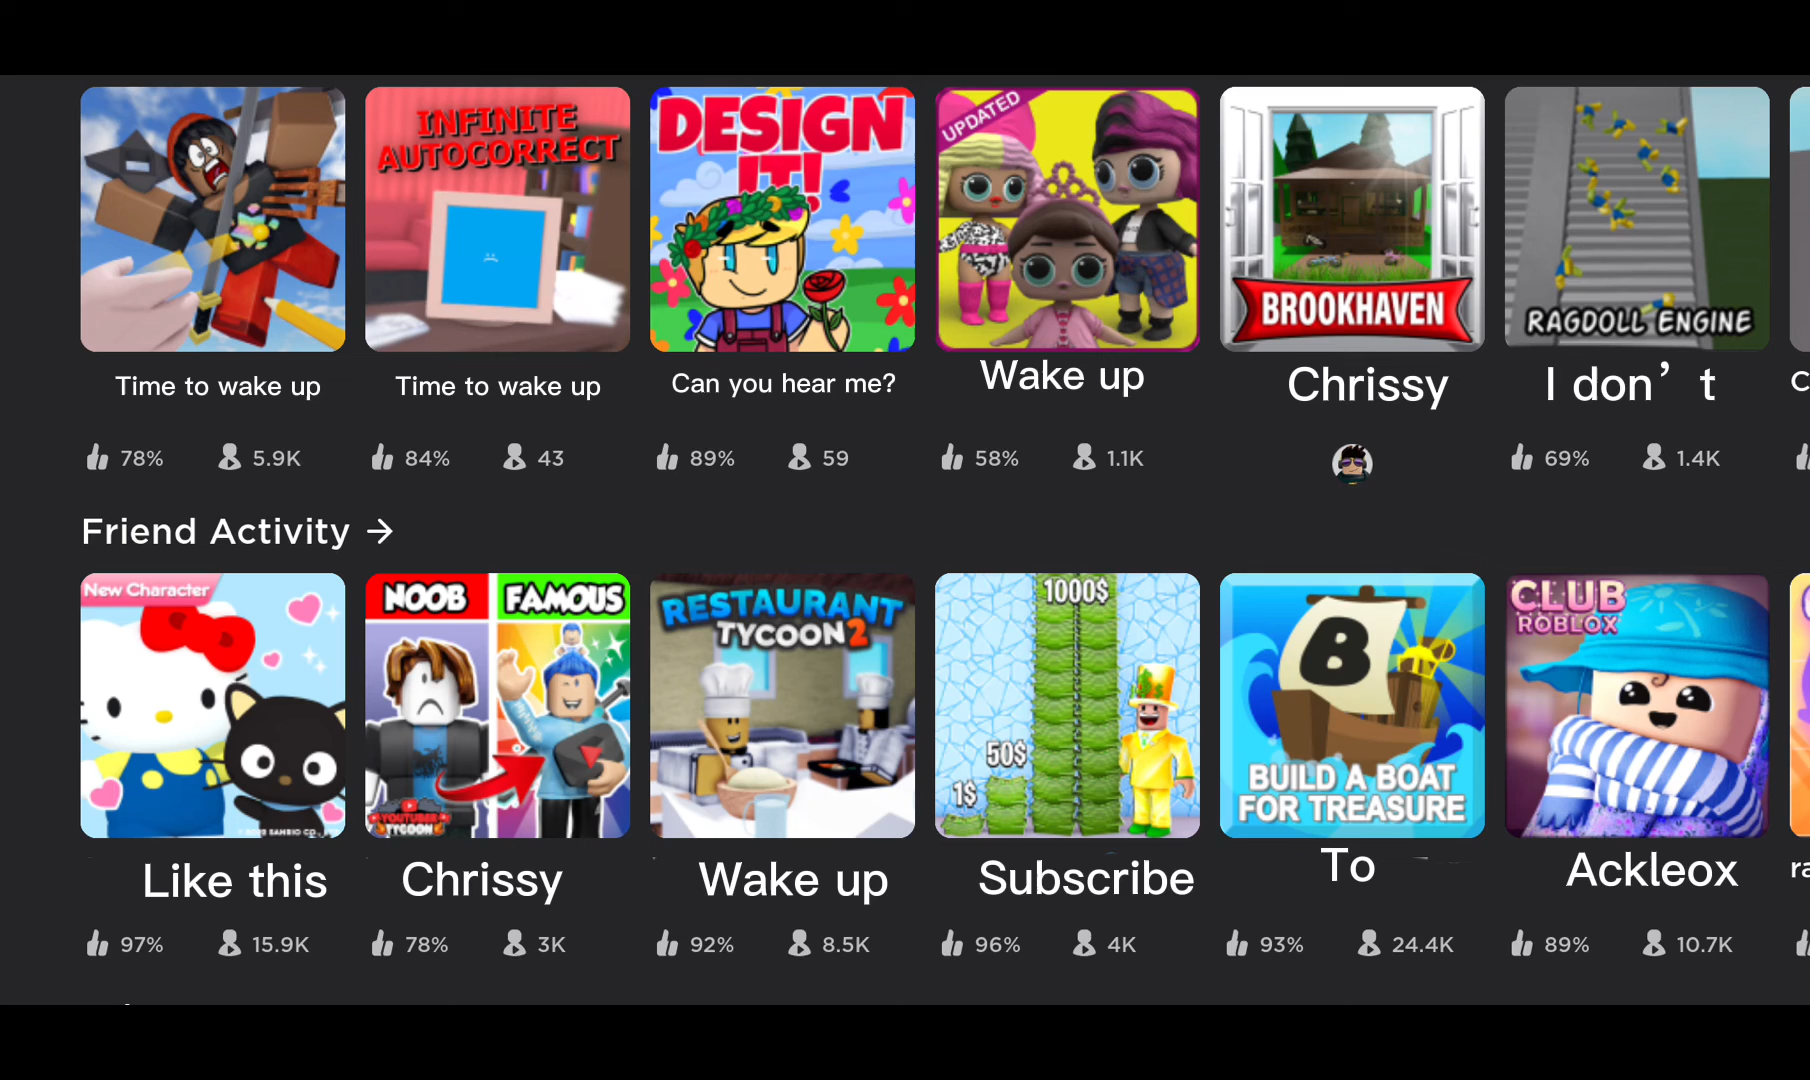 INFINITE
AUTOCORRECT
DESIGN
IT!
UPDATED
BROOKHAVEN
RAGDOLL ENGINE
Time to wake up
Time to wake up
Can you hear me?
Wake up
Chrissy
I don’t
78%
5.9K
84%
43
89%
59
58%
1.1K
69%
1.4K
Friend Activity →
New Character
NOOB
FAMOUS
YOUTUBER
TYCOON
RESTAURANT
TYCOON 2
1000$
50$
1$
B
BUILD A BOAT
FOR TREASURE
CLUB
ROBLOX
Like this
Chrissy
Wake up
Subscribe
To
Ackleox
97%
15.9K
78%
3K
92%
8.5K
96%
4K
93%
24.4K
89%
10.7K